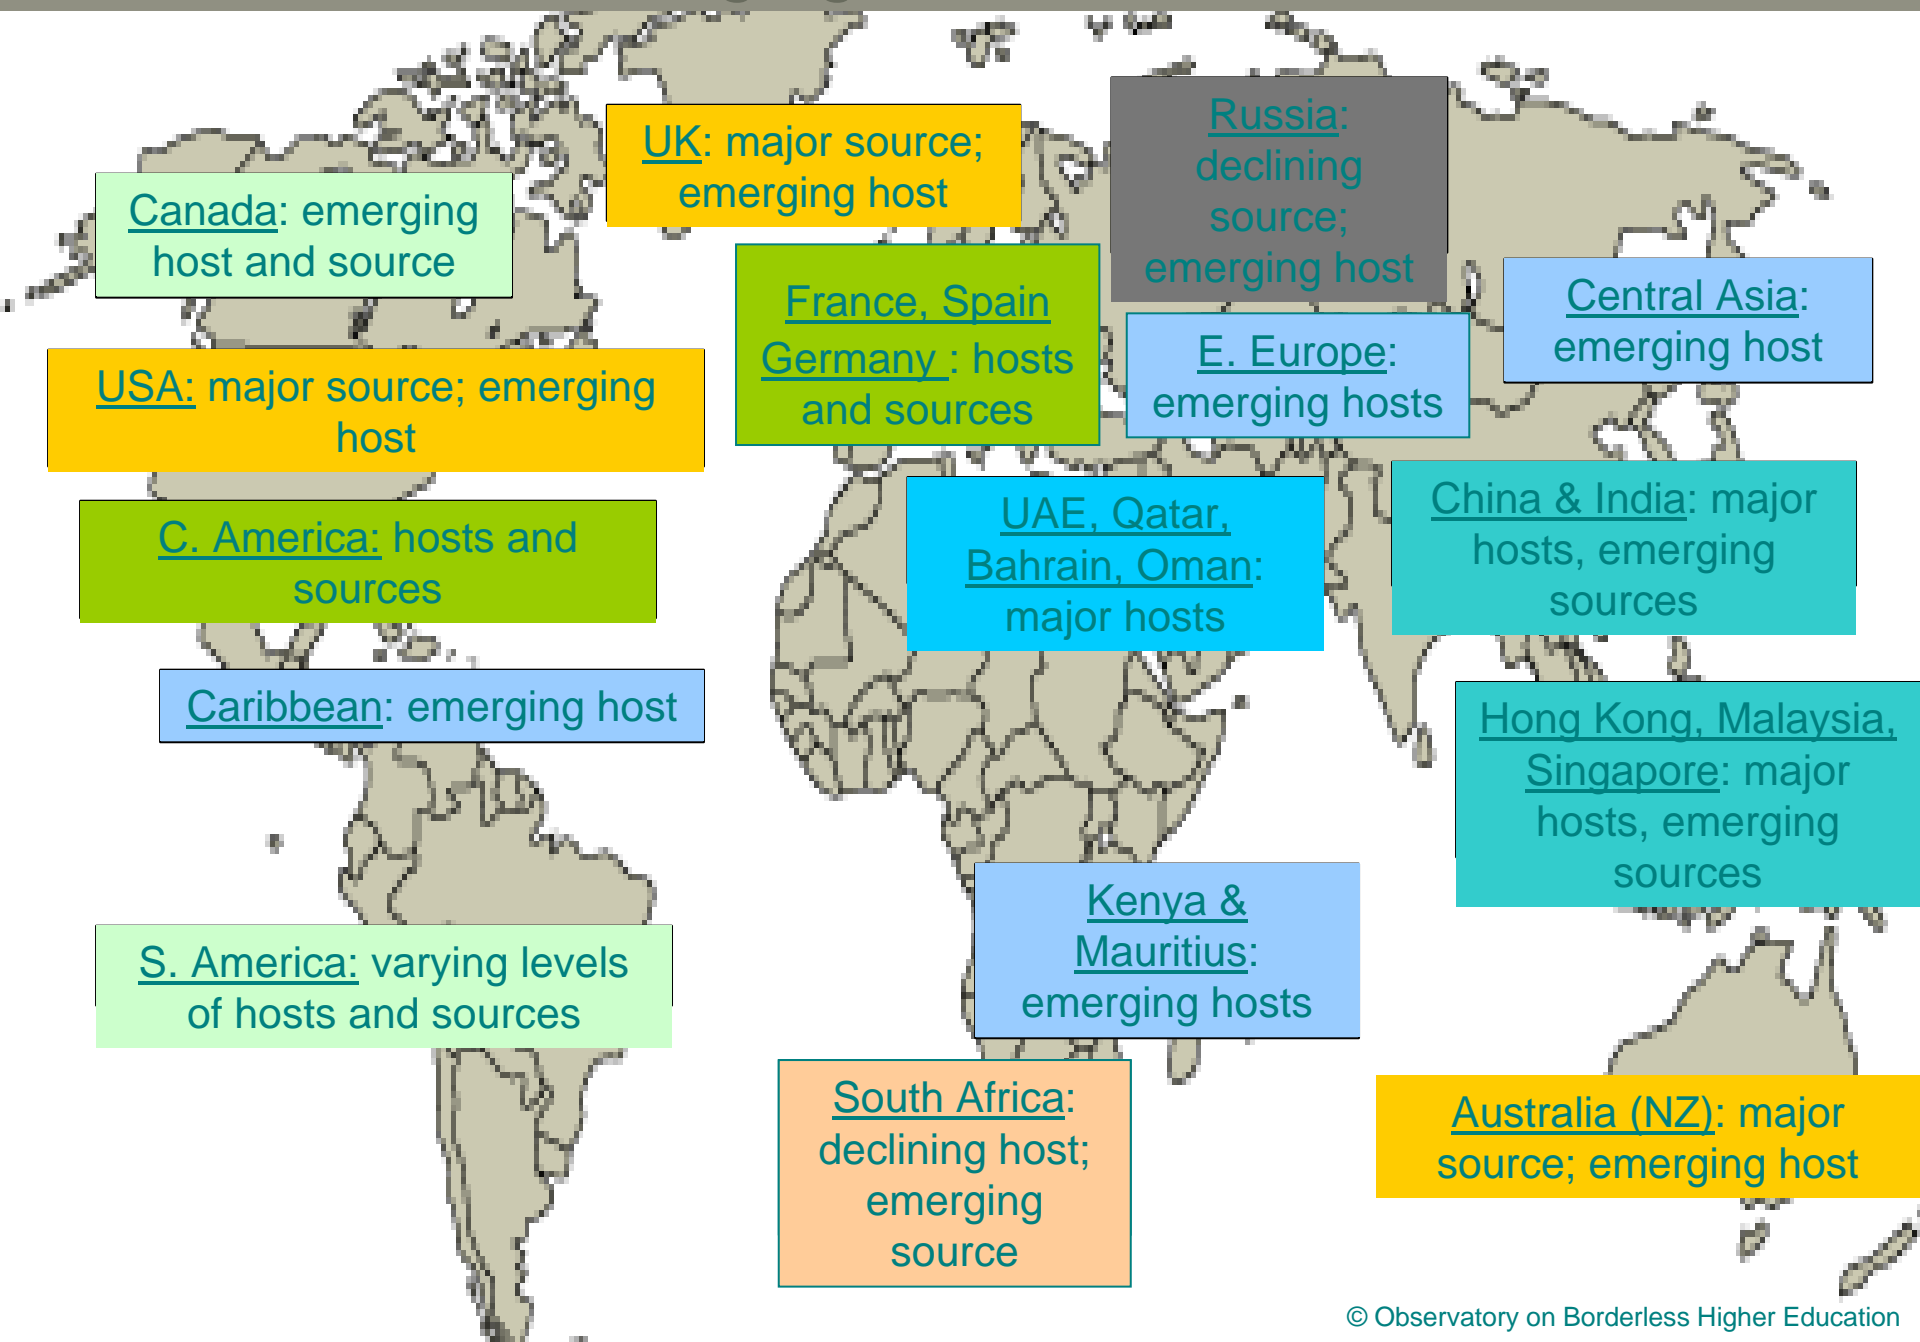 UK: major source;
emerging host
Russia:
declining
source;
emerging host
Canada: emerging
host and source
France, Spain
Germany : hosts
and sources
Central Asia:
emerging host
E. Europe:
emerging hosts
USA: major source; emerging
host
C. America: hosts and
sources
UAE, Qatar,
Bahrain, Oman:
major hosts
China & India: major
hosts, emerging
sources
Caribbean: emerging host
Hong Kong, Malaysia,
Singapore: major
hosts, emerging
sources
Kenya &
Mauritius:
emerging hosts
S. America: varying levels
of hosts and sources
South Africa:
declining host;
emerging
source
Australia (NZ): major
source; emerging host
© Observatory on Borderless Higher Education